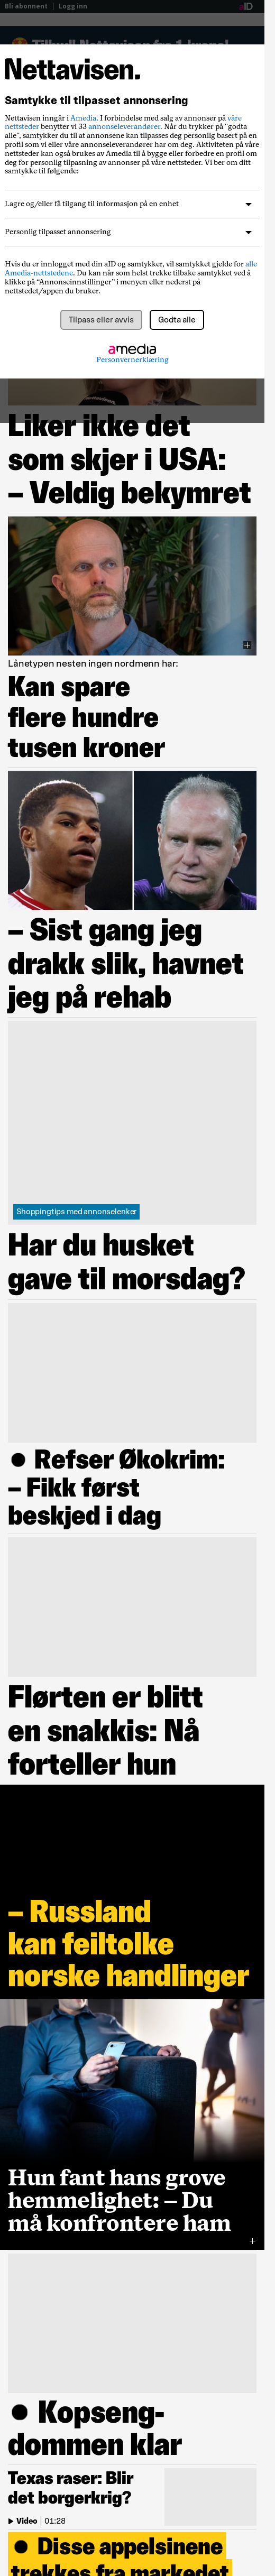 Bli abonnent | Logg inn
aID
Nettavisen.
Samtykke til tilpasset annonsering
Nettavisen inngår i Amedia. I forbindelse med salg av annonser på våre
nettsteder benytter vi 33 annonseleverandører. Når du trykker på "godta
alle", samtykker du til at annonsene kan tilpasses deg personlig basert på en
profil som vi eller våre annonseleverandører har om deg. Aktiviteten på våre
nettsteder kan også brukes av Amedia til å bygge eller forbedre en profil om
deg for personlig tilpasning av annonser på våre nettsteder. Vi ber om ditt
samtykke til følgende:
Lagre og/eller få tilgang til informasjon på en enhet
Personlig tilpasset annonsering
Hvis du er innlogget med din aID og samtykker, vil samtykket gjelde for alle
Amedia-nettstedene. Du kan når som helst trekke tilbake samtykket ved å
klikke på “Annonseinnstillinger” i menyen eller nederst på
nettstedet/appen du bruker.
Tilpass eller avvis
Godta alle
amedia
Personvernerklæring
Liker ikke det
som skjer i USA:
– Veldig bekymret
Lånetypen nesten ingen nordmenn har:
Kan spare
flere hundre
tusen kroner
– Sist gang jeg
drakk slik, havnet
jeg på rehab
Shoppingtips med annonselenker
Har du husket
gave til morsdag?
● Refser Økokrim:
– Fikk først
beskjed i dag
Flørten er blitt
en snakkis: Nå
forteller hun
– Russland
kan feiltolke
norske handlinger
Hun fant hans grove
hemmelighet: – Du
må konfrontere ham
● Kopseng-
dommen klar
Texas raser: Blir
det borgerkrig?
Video | 01:28
● Disse appelsinene
trekkes fra markedet